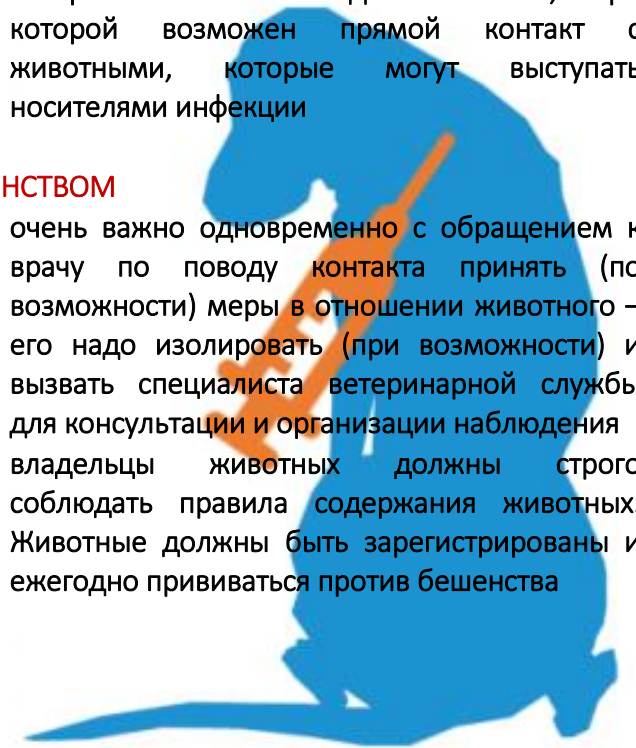 которой возможен прямой контакт с
животными, которые могут выступать
носителями инфекции
НСТВОМ
очень важно одновременно с обращением к
врачу по поводу контакта принять (по
возможности) меры в отношении животного –
его надо изолировать (при возможности) и
вызвать специалиста ветеринарной службы
для консультации и организации наблюдения
владельцы животных должны строго
соблюдать правила содержания животных.
Животные должны быть зарегистрированы и
ежегодно прививаться против бешенства